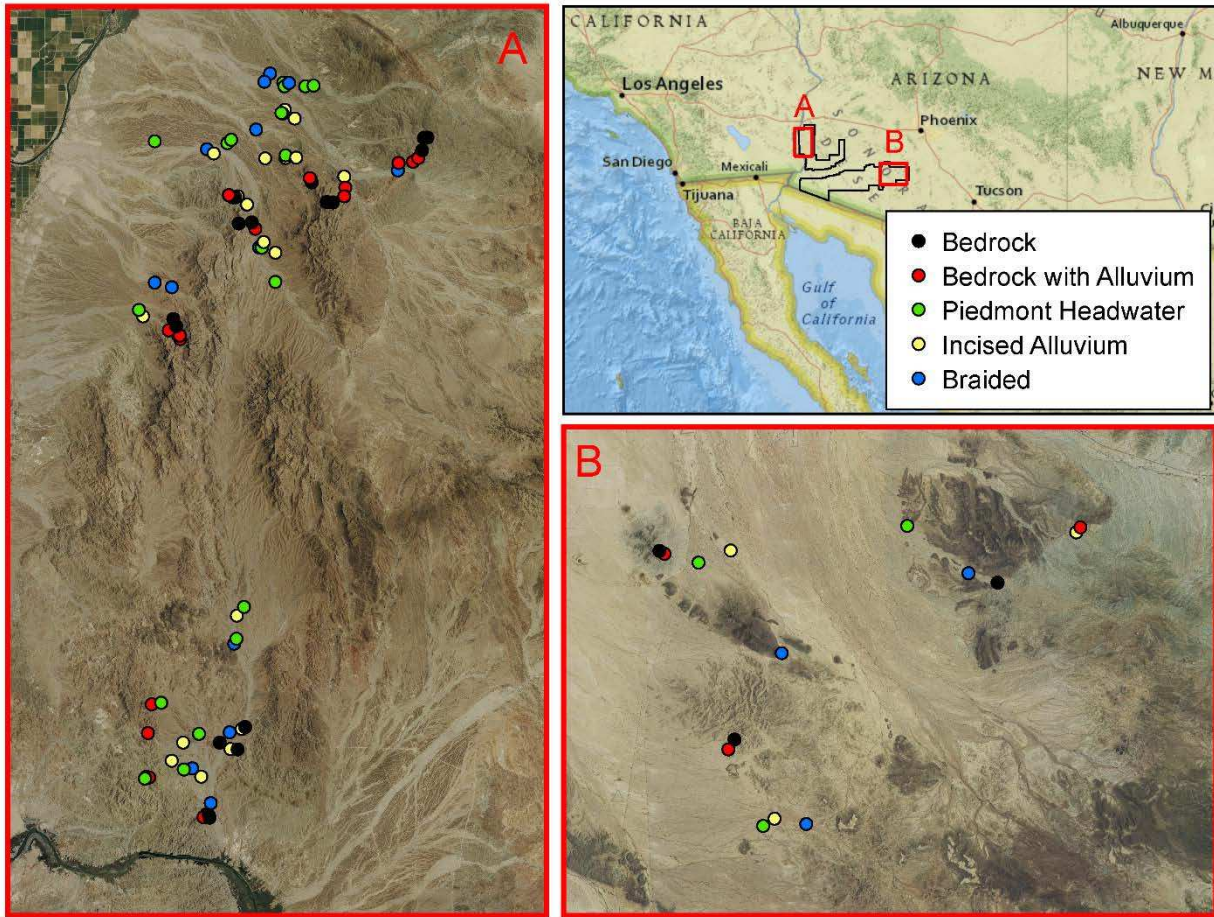 A
CALIFORNIA
Albuquerque
Los Angeles
ARIZONA
NEW M
A
Phoenix
B
San Diego
Mexicali
Tijuana
Tucson
BAJA
CALIFORNIA
Gulf
of
California
Bedrock
Bedrock with Alluvium
Piedmont Headwater
Incised Alluvium
Braided
B